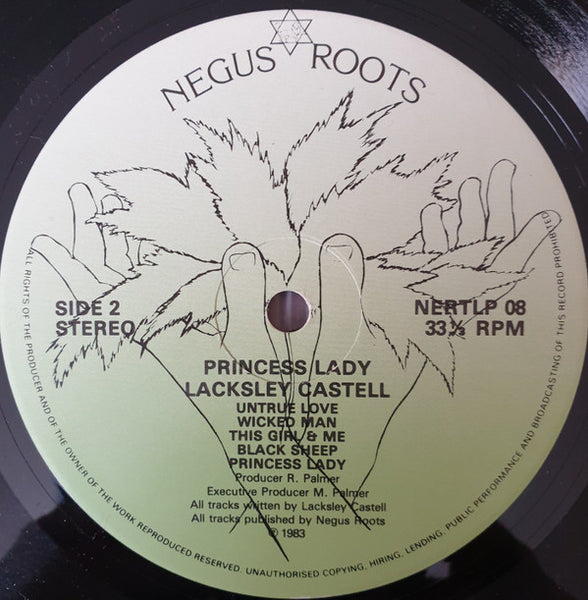 NEGUS ROOTS
SIDE 2
STEREO
NERTLP 08
33⅓ RPM
PRINCESS LADY
LACKSLEY CASTELL
UNTRUE LOVE
WICKED MAN
THIS GIRL & ME
BLACK SHEEP
PRINCESS LADY
Producer R. Palmer
Executive Producer M. Palmer
All tracks written by Lacksley Castell
All tracks published by Negus Roots
© 1983
ALL RIGHTS OF THE PRODUCER AND OF THE OWNER OF THE WORK REPRODUCED RESERVED. UNAUTHORISED COPYING, HIRING, LENDING, PUBLIC PERFORMANCE AND BROADCASTING OF THIS RECORD PROHIBITED